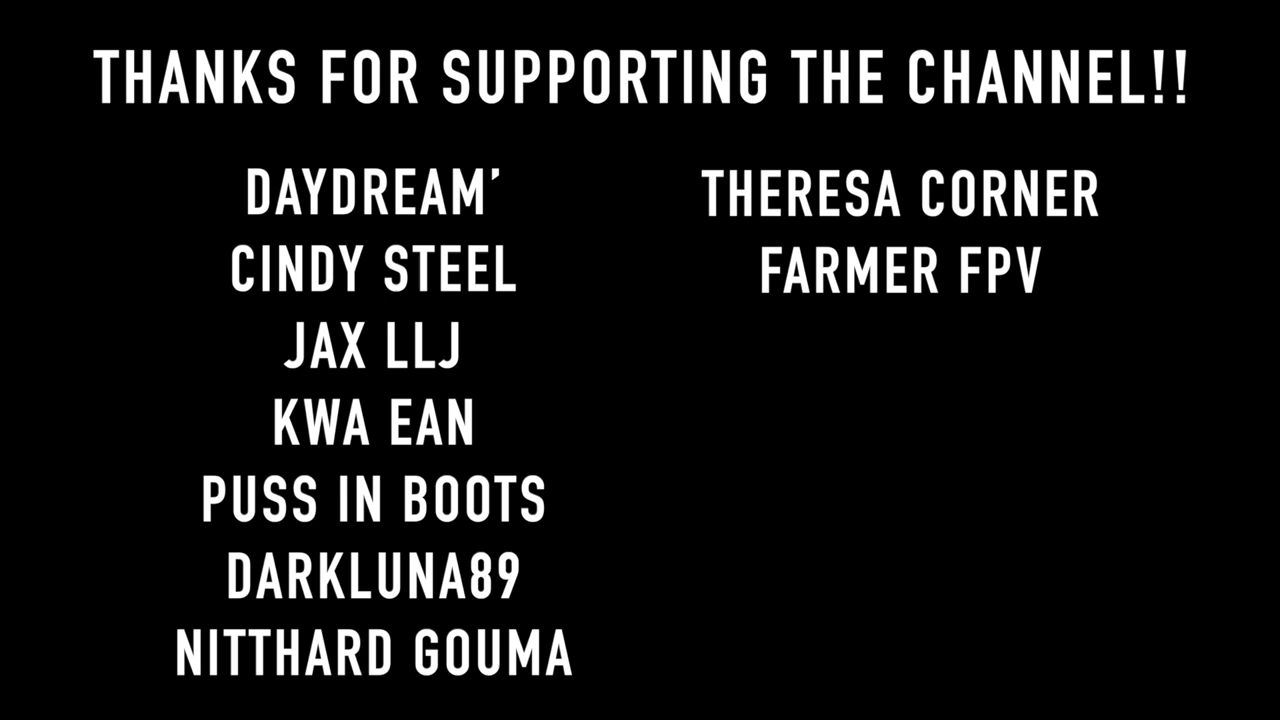 THANKS FOR SUPPORTING THE CHANNEL!!
DAYDREAM’
CINDY STEEL
JAX LLJ
KWA EAN
PUSS IN BOOTS
DARKLUNA89
NITTHARD GOUMA
THERESA CORNER
FARMER FPV